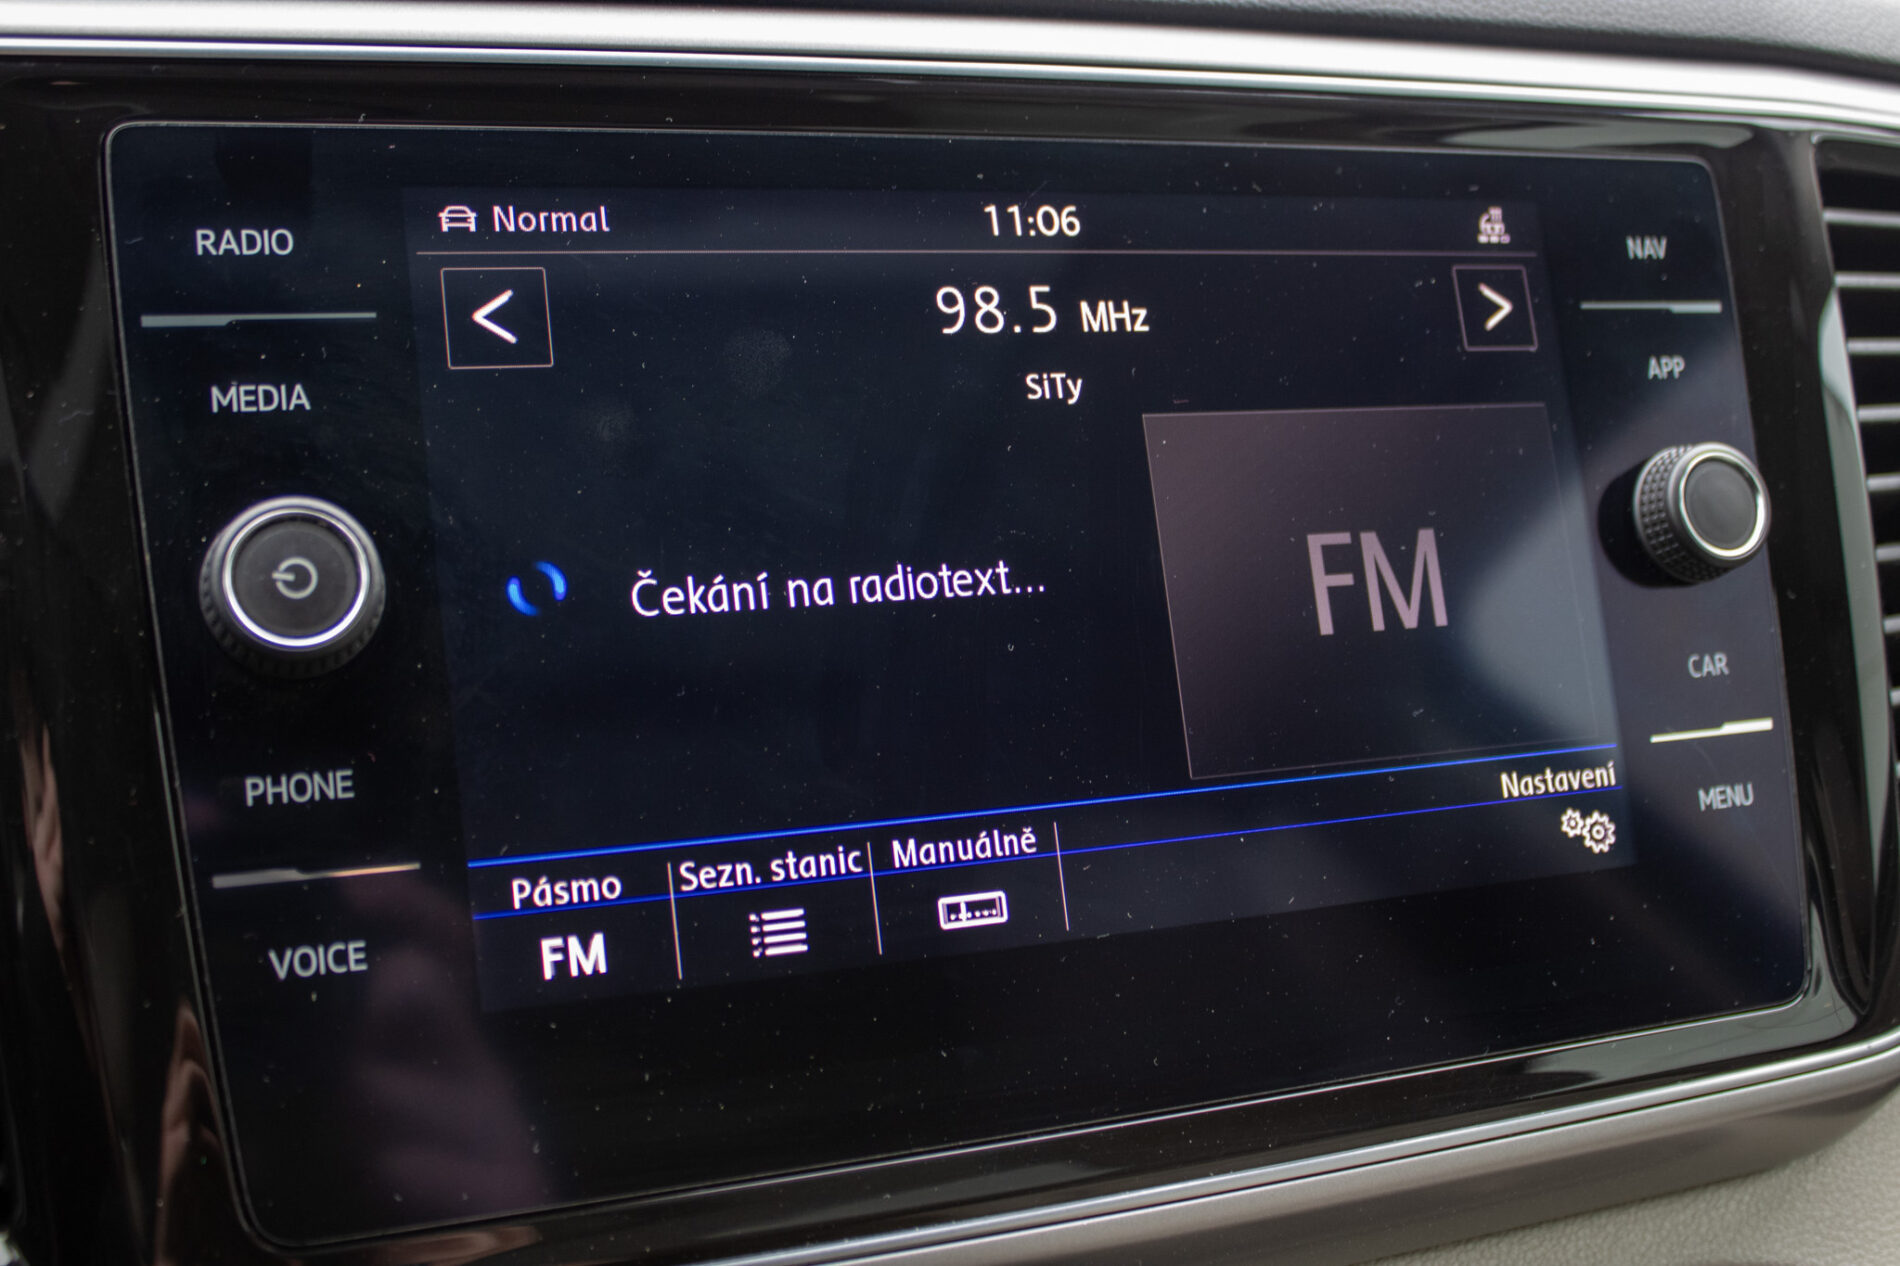 RADIO
MEDIA
PHONE
VOICE
Normal
11:06
98.5 MHz
SiTy
Čekání na radiotext...
FM
Nastavení
Pásmo
FM
Sezn. stanic
Manuálně
NAV
APP
CAR
MENU